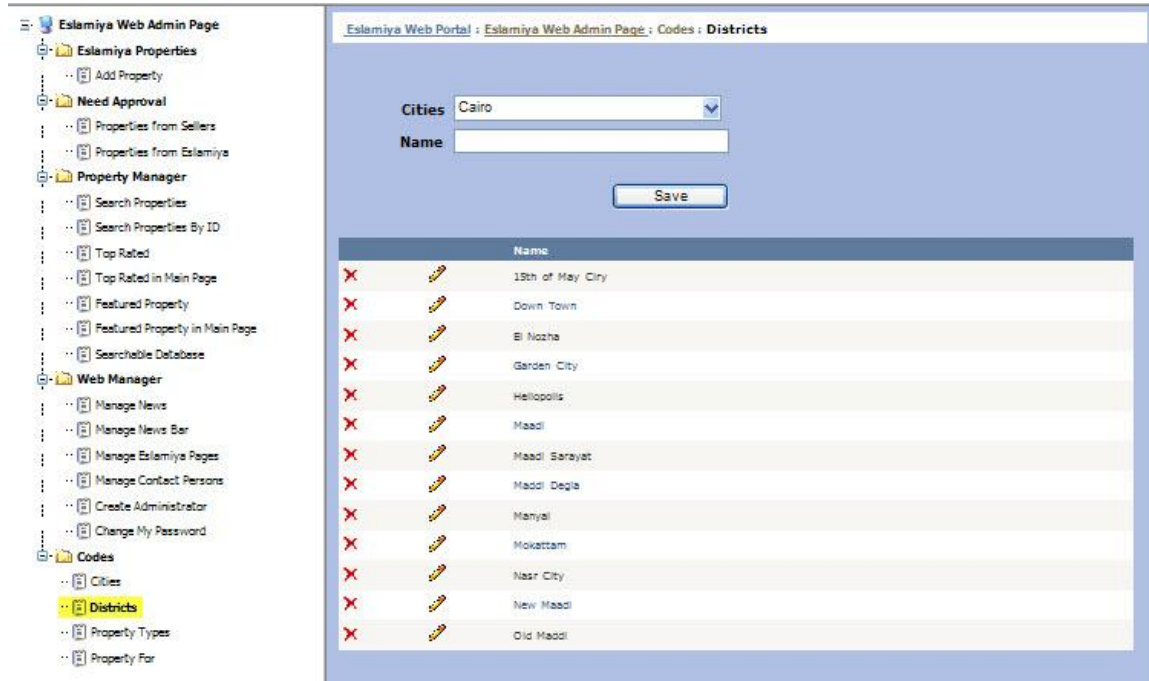 Eslamiya Web Admin Page
Eslamiya Properties
Add Property
Need Approval
Properties from Sellers
Properties from Eslamiya
Property Manager
Search Properties
Search Properties By ID
Top Rated
Top Rated in Main Page
Featured Property
Featured Property in Main Page
Searchable Database
Web Manager
Manage News
Manage News Bar
Manage Eslamiya Pages
Manage Contact Persons
Create Administrator
Change My Password
Codes
Cities
Districts
Property Types
Property For
Eslamiya Web Portal : Eslamiya Web Admin Page : Codes : Districts
Cities Cairo
Name
Save
Name
15th of May Ciry
Down Town
El Nozha
Garden City
Heliopolis
Maadi
Maadi Sarayat
Maddi Degla
Manyal
Mokattam
Nasr City
New Maadi
Old Maddi